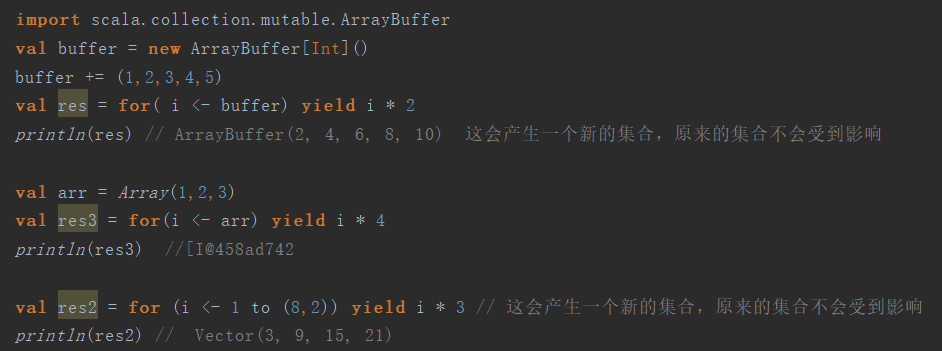 import scala.collection.mutable.ArrayBuffer
val buffer = new ArrayBuffer[Int]()
buffer += (1,2,3,4,5)
val res = for( i <- buffer) yield i * 2
println(res) // ArrayBuffer(2, 4, 6, 8, 10)  这会产生一个新的集合，原来的集合不会受到影响
val arr = Array(1,2,3)
val res3 = for(i <- arr) yield i * 4
println(res3)  //[I@458ad742
val res2 = for (i <- 1 to (8,2)) yield i * 3 // 这会产生一个新的集合，原来的集合不会受到影响
println(res2) //  Vector(3, 9, 15, 21)